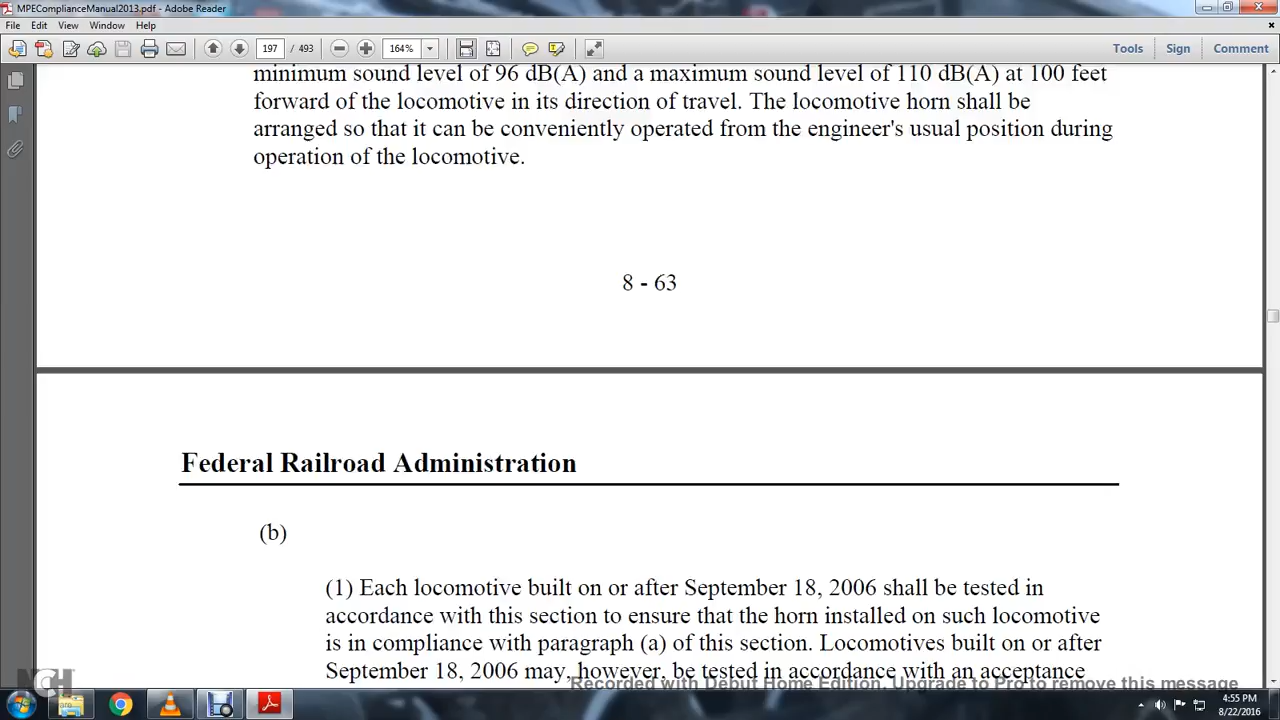 MPEComplianceManual2013.pdf - Adobe Reader
File Edit View Window Help
197 / 493 164% Tools Sign Comment
minimum sound level of 96 dB(A) and a maximum sound level of 110 dB(A) at 100 feet
forward of the locomotive in its direction of travel. The locomotive horn shall be
arranged so that it can be conveniently operated from the engineer's usual position during
operation of the locomotive.
8 - 63
Federal Railroad Administration
(b)
(1) Each locomotive built on or after September 18, 2006 shall be tested in
accordance with this section to ensure that the horn installed on such locomotive
is in compliance with paragraph (a) of this section. Locomotives built on or after
September 18, 2006 may, however, be tested in accordance with an acceptance
NCH
Recorded with Debut Home Edition. Upgrade to Pro to remove this message
4:55 PM
8/22/2016